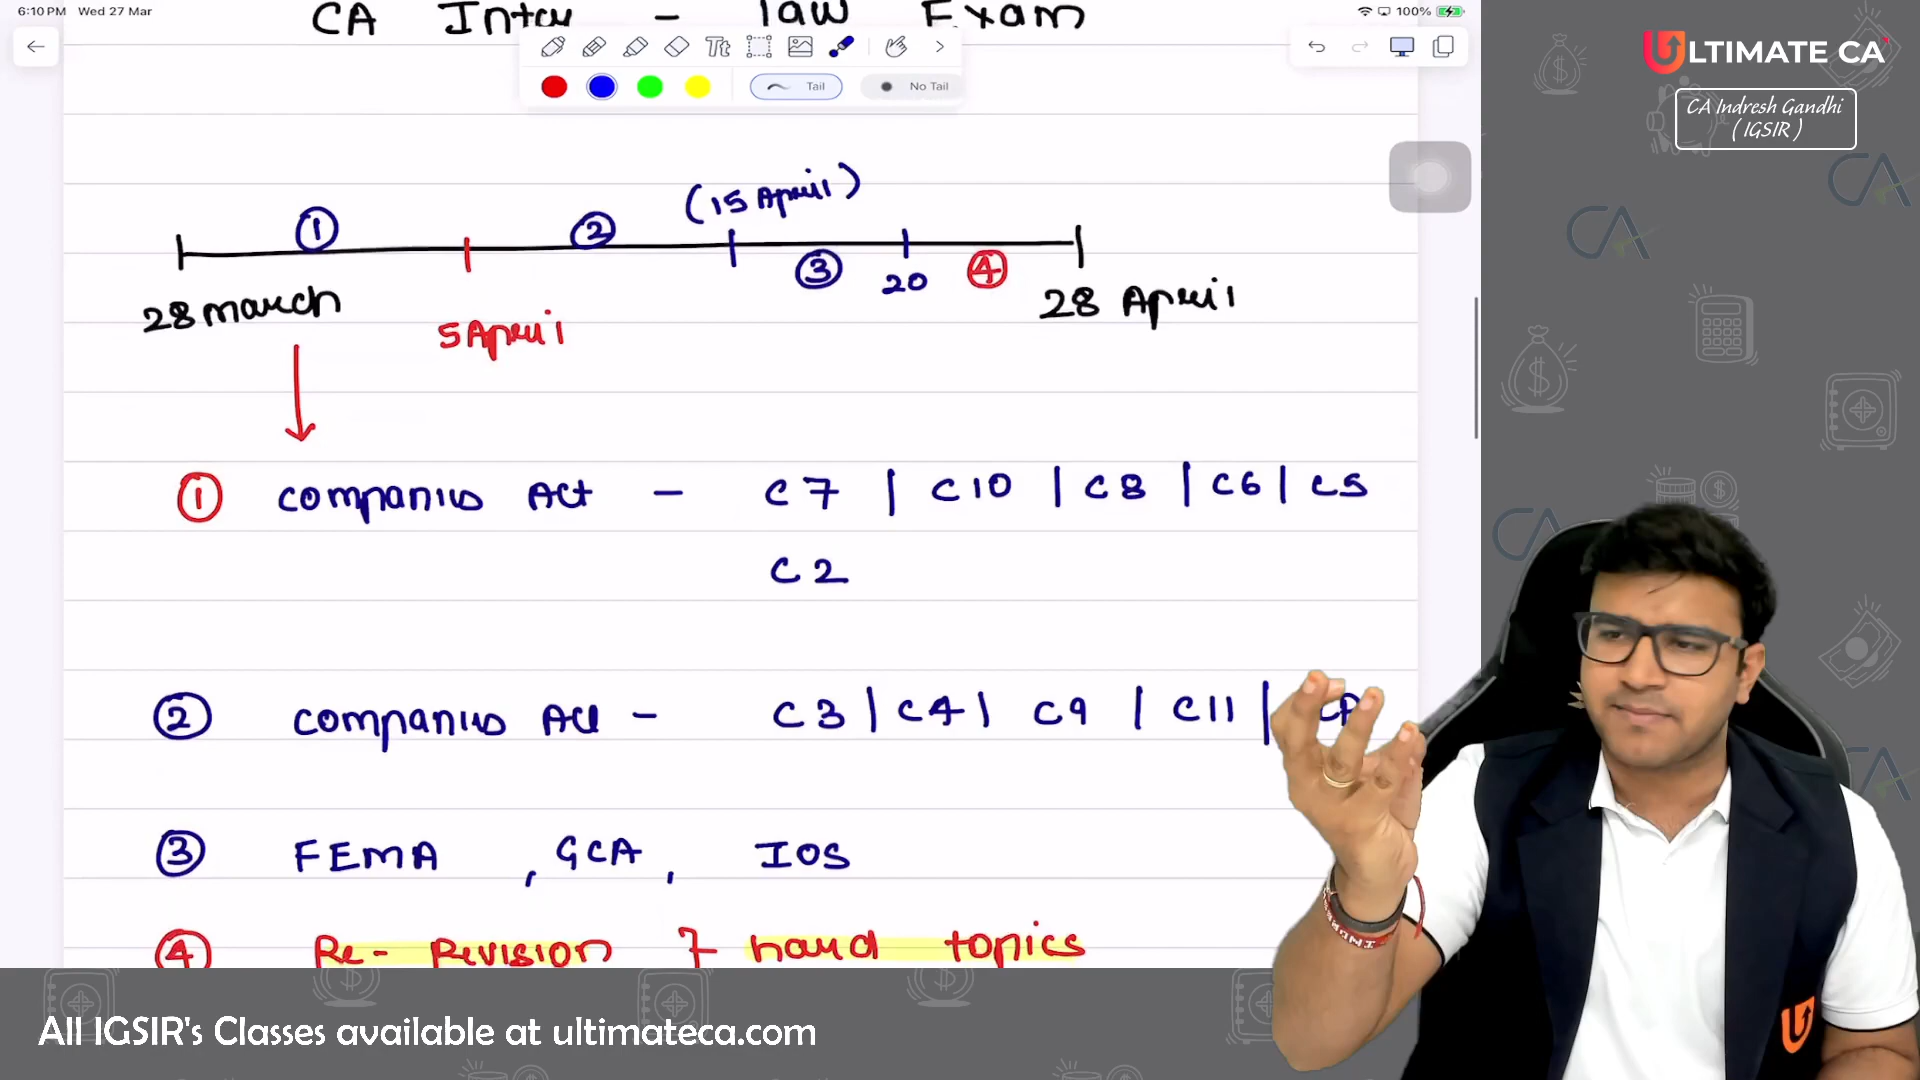 6:10 PM Wed 27 Mar
100%
CA Inter - law Exam
Tt
Tail
No Tail
ULTIMATE CA
CA Indresh Gandhi
( IGSIR )
(15 April)
1
2
3
20
4
28 march
5 April
28 April
1 companies Act - C7 | C10 | C8 | C6 | C5
C2
2 companies Act - C3 | C4 | C9 | C11 |
3 FEMA , GCA , IOS
4 Re- Revision 7 hard topics
All IGSIR's Classes available at ultimateca.com